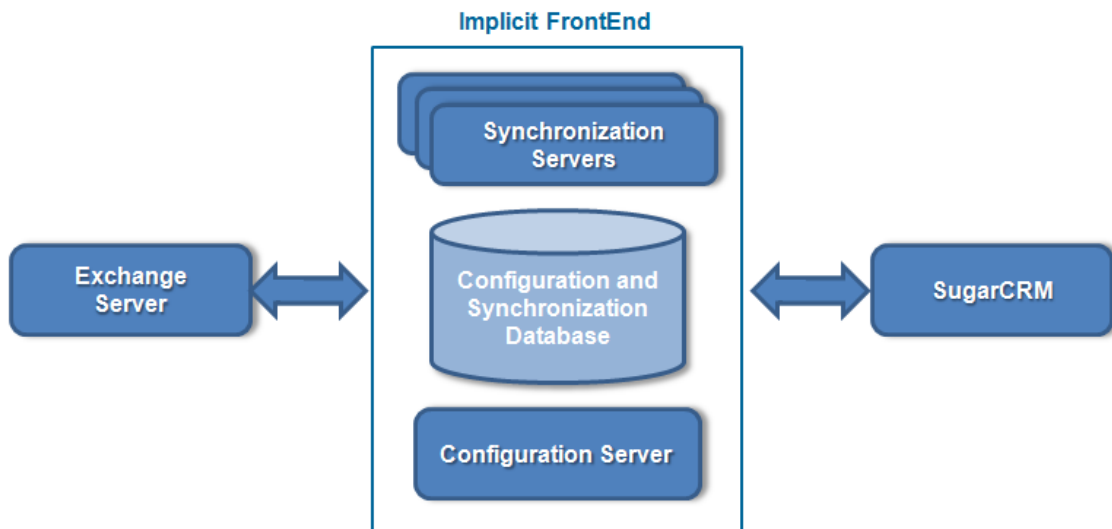 Implicit FrontEnd
Synchronization
Servers
Exchange
Server
Configuration and
Synchronization
Database
SugarCRM
Configuration Server